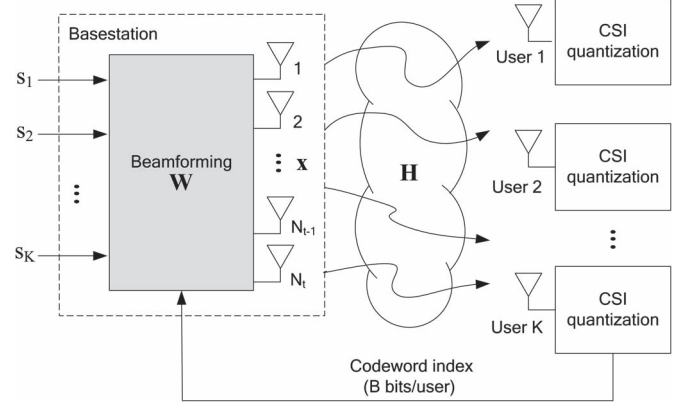 Basestation
S1
S2
⋮
SK
Beamforming
W
1
2
⋮ x
Nt-1
Nt
H
User 1
CSI
quantization
User 2
CSI
quantization
⋮
User K
CSI
quantization
Codeword index
(B bits/user)